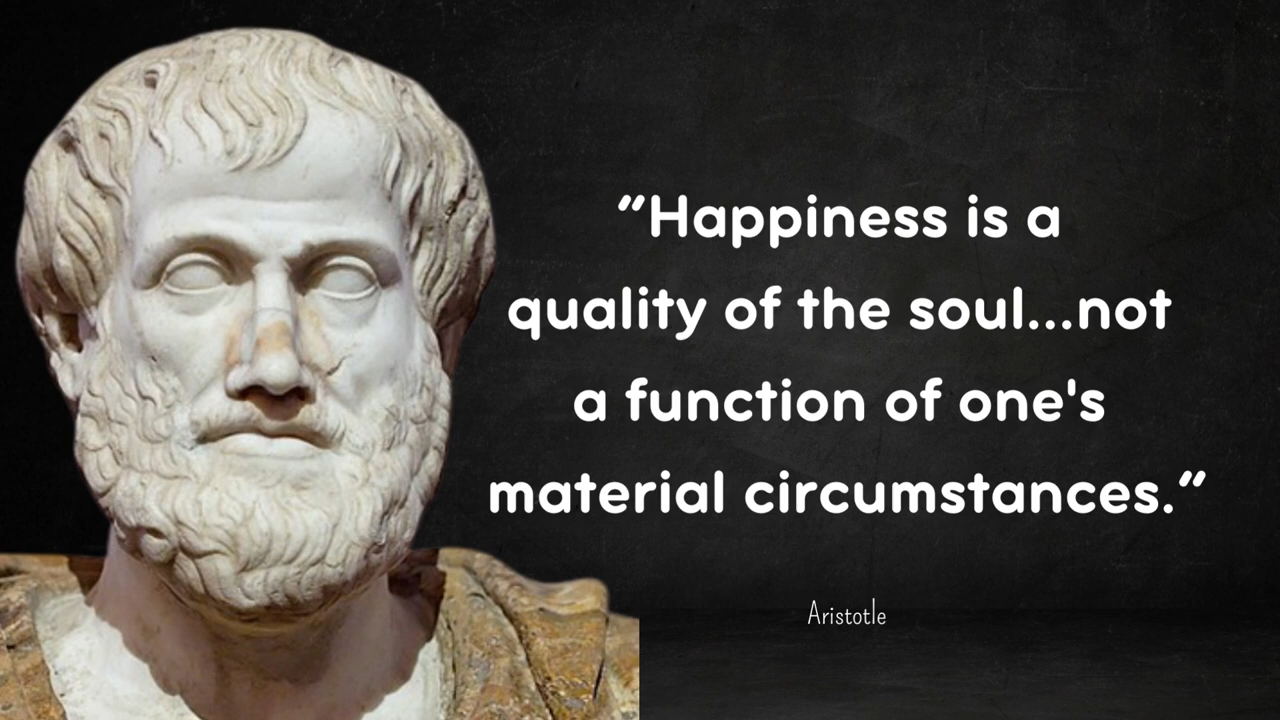 “Happiness is a
quality of the soul...not
a function of one's
material circumstances.”
Aristotle